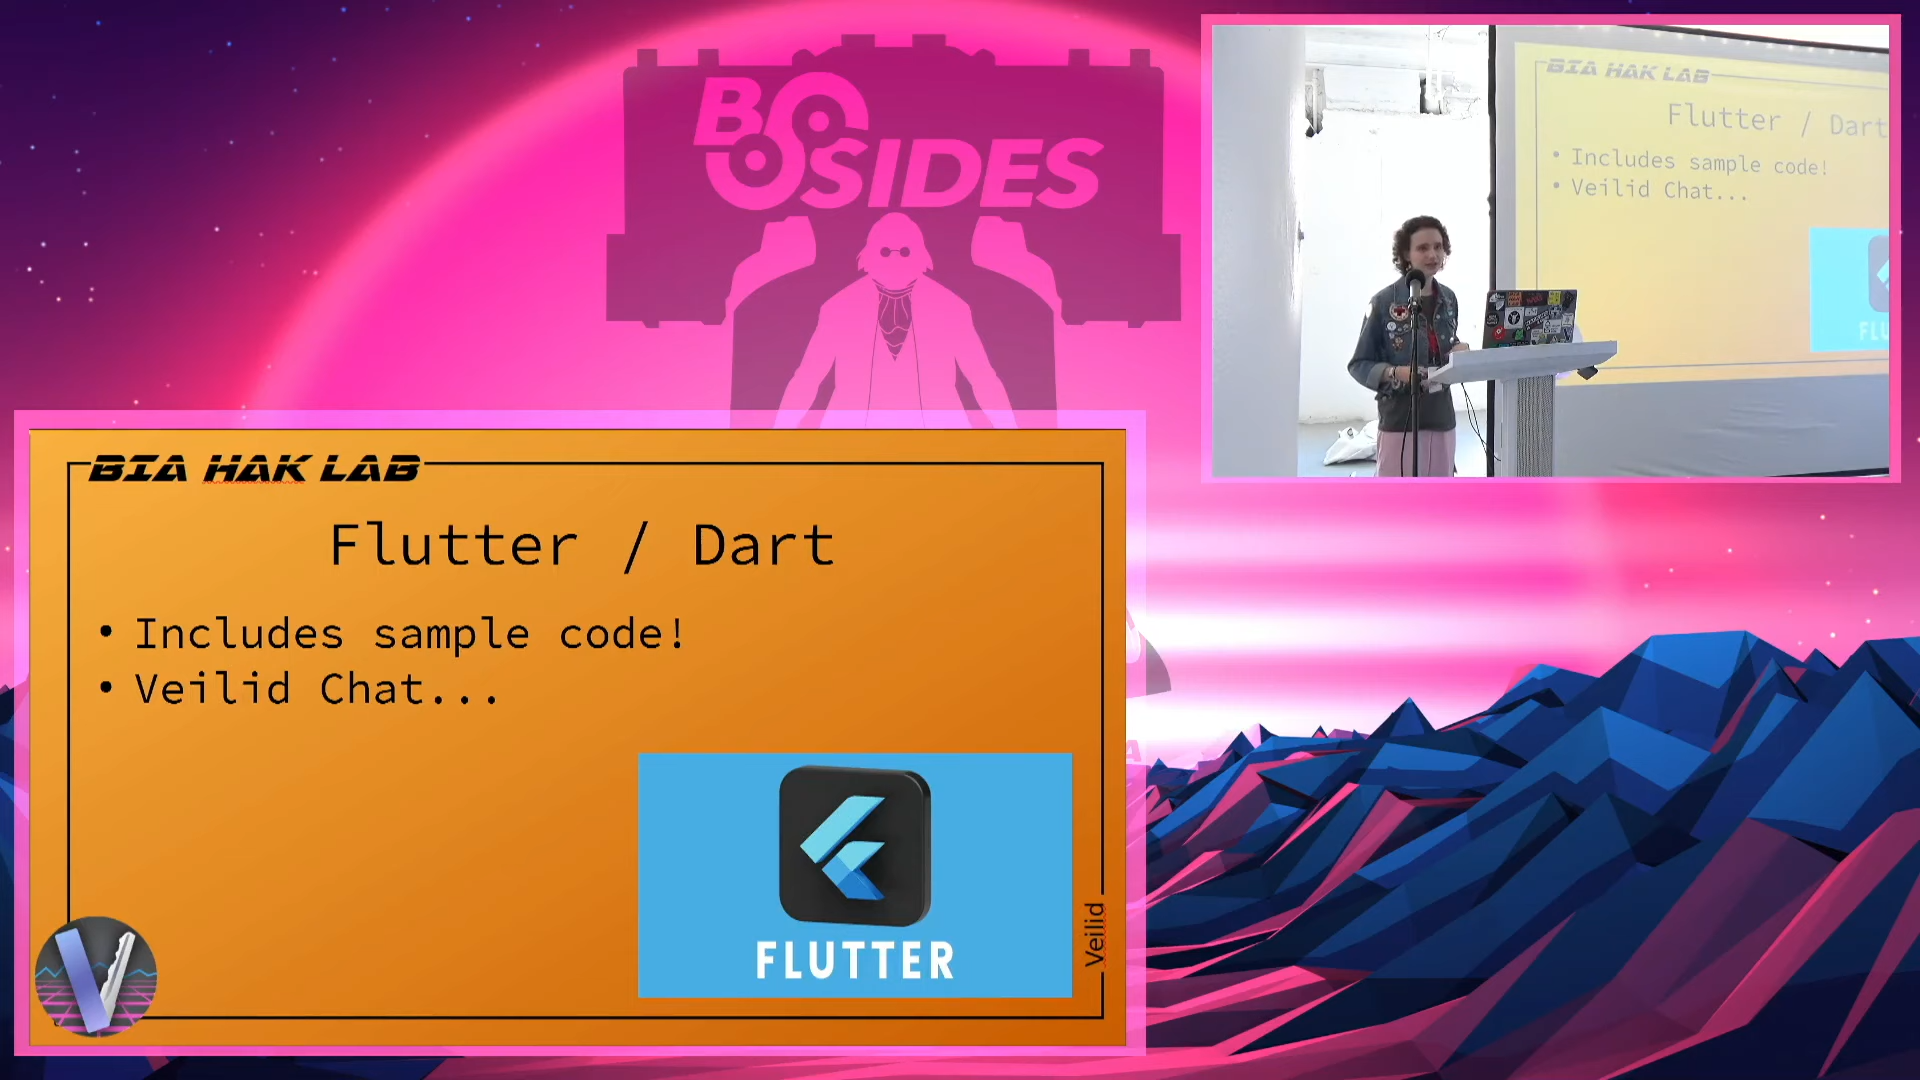 BSIDES
BIA HAK LAB
Flutter / Dart
• Includes sample code!
• Veilid Chat...
FLUTTER
Veilid
BIA HAK LAB
Flutter / Dart
• Includes sample code!
• Veilid Chat...
FLU